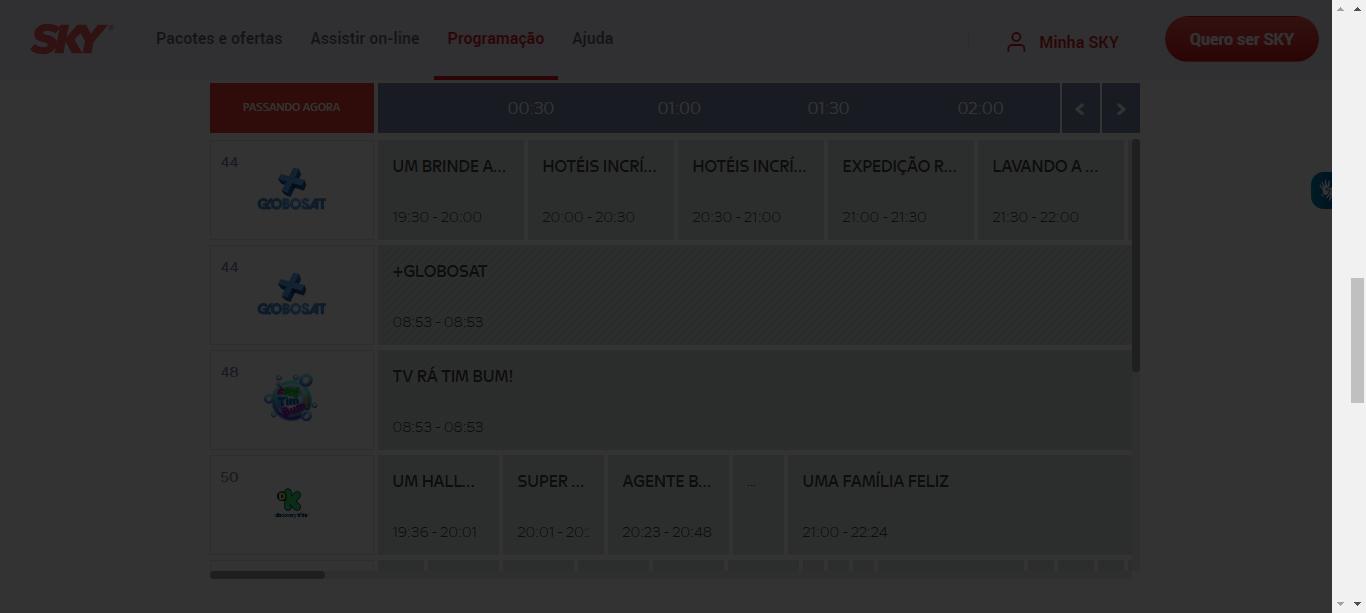 SKY
Pacotes e ofertas Assistir on-line Programação Ajuda Minha SKY Quero ser SKY
PASSANDO AGORA 00:30 01:00 01:30 02:00 < >
44
GLOBOSAT
UM BRINDE A... HOTÉIS INCRÍ... HOTÉIS INCRÍ... EXPEDIÇÃO R... LAVANDO A ...
19:30 - 20:00 20:00 - 20:30 20:30 - 21:00 21:00 - 21:30 21:30 - 22:00
44
GLOBOSAT
+GLOBOSAT
08:53 - 08:53
48
Tim Bum
TV RÁ TIM BUM!
08:53 - 08:53
50
UM HALL... SUPER ... AGENTE B... ... UMA FAMÍLIA FELIZ
19:36 - 20:01 20:01 - 20: 20:23 - 20:48 21:00 - 22:24